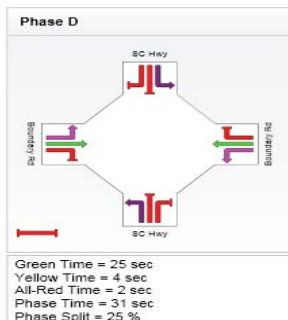 Phase D
SC Hwy
Boundary Rd
Boundary Rd
SC Hwy
Green Time = 25 sec
Yellow Time = 4 sec
All-Red Time = 2 sec
Phase Time = 31 sec
Phase Split = 25 %